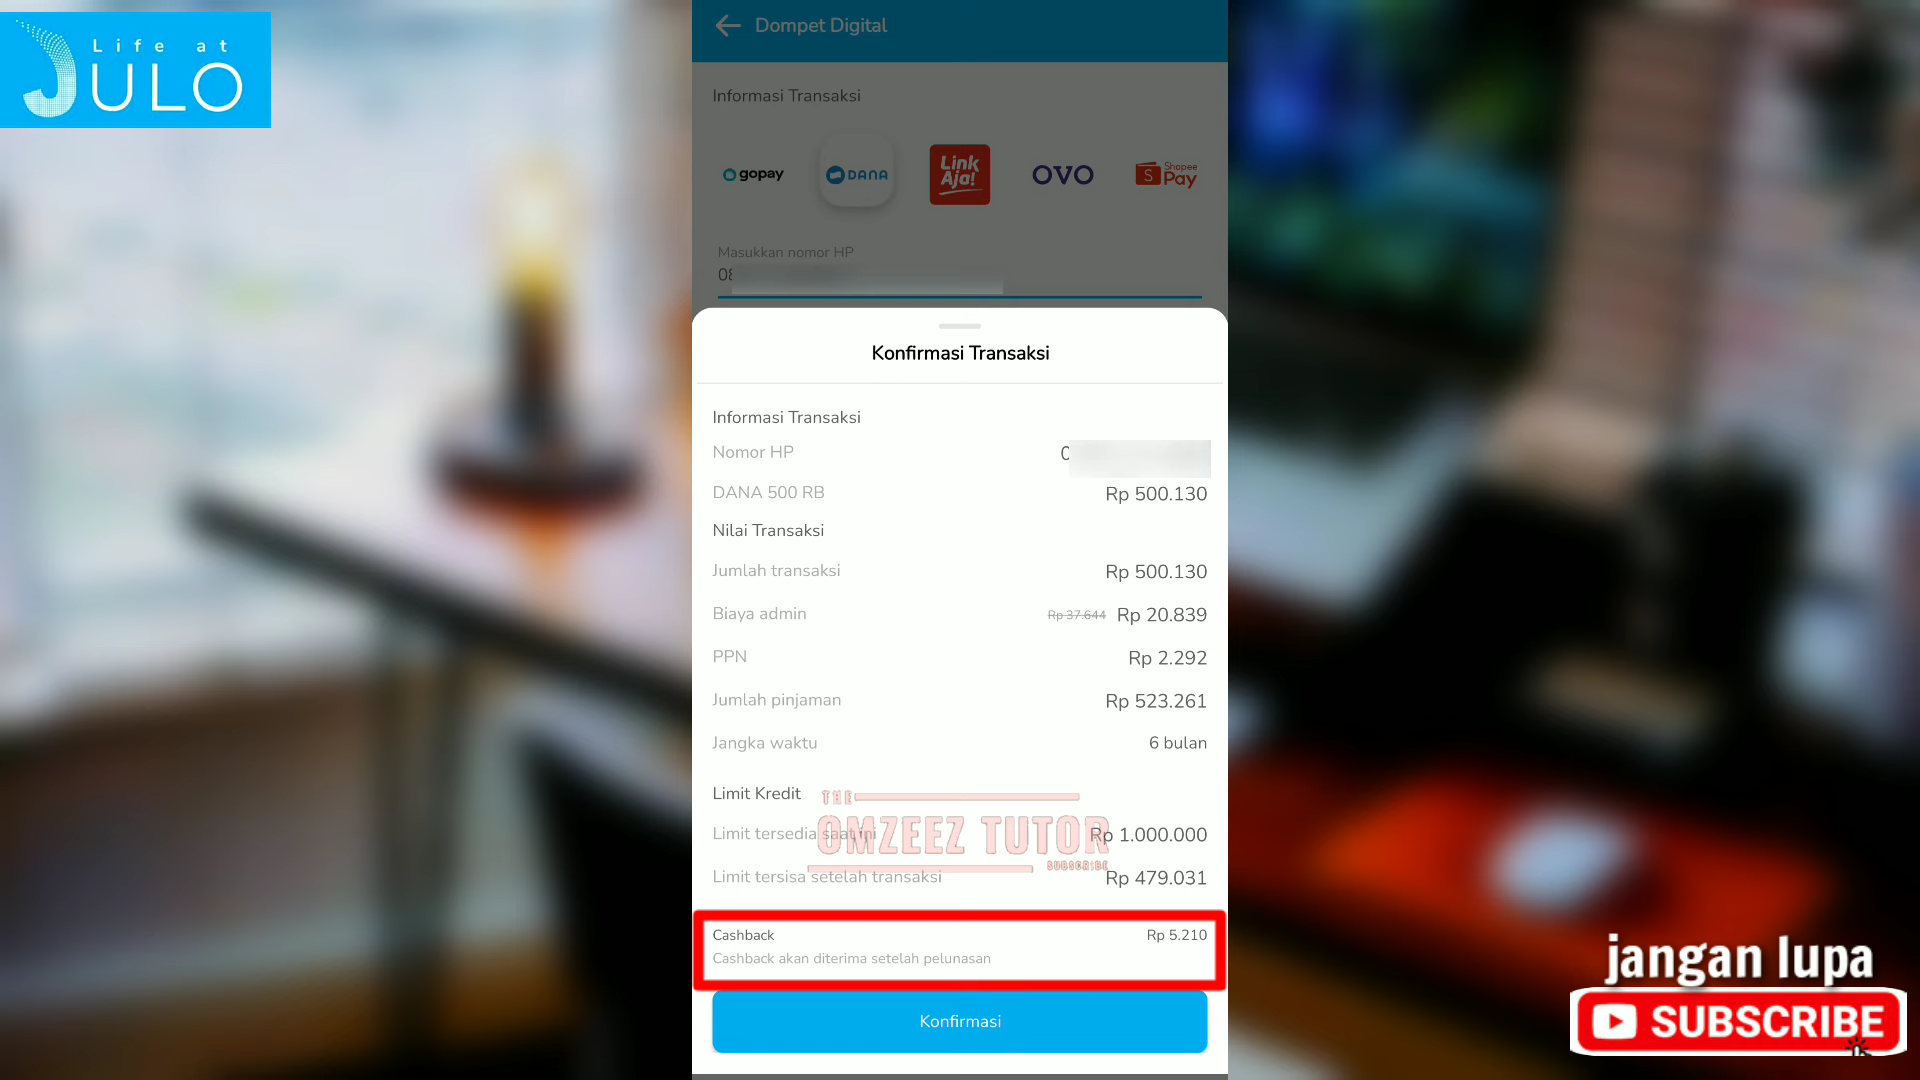 Life at
JULO
Dompet Digital
Informasi Transaksi
gopay
DANA
Link Aja!
OVO
Shopee Pay
Masukkan nomor HP
08
Konfirmasi Transaksi
Informasi Transaksi
Nomor HP 0
DANA 500 RB Rp 500.130
Nilai Transaksi
Jumlah transaksi Rp 500.130
Biaya admin Rp 37.644 Rp 20.839
PPN Rp 2.292
Jumlah pinjaman Rp 523.261
Jangka waktu 6 bulan
Limit Kredit
THE
OMZEEZ TUTOR
SUBSCRIBE
Limit tersedia saat ini Rp 1.000.000
Limit tersisa setelah transaksi Rp 479.031
Cashback Rp 5.210
Cashback akan diterima setelah pelunasan
Konfirmasi
jangan lupa
SUBSCRIBE